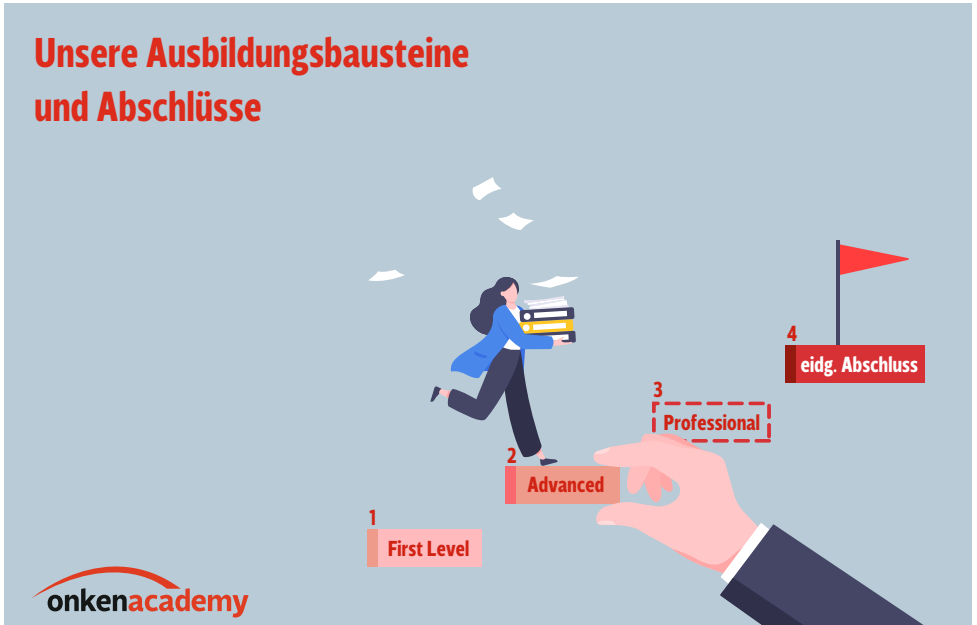 Unsere Ausbildungsbausteine
und Abschlüsse
4
eidg. Abschluss
3
Professional
2
Advanced
1
First Level
onkenacademy